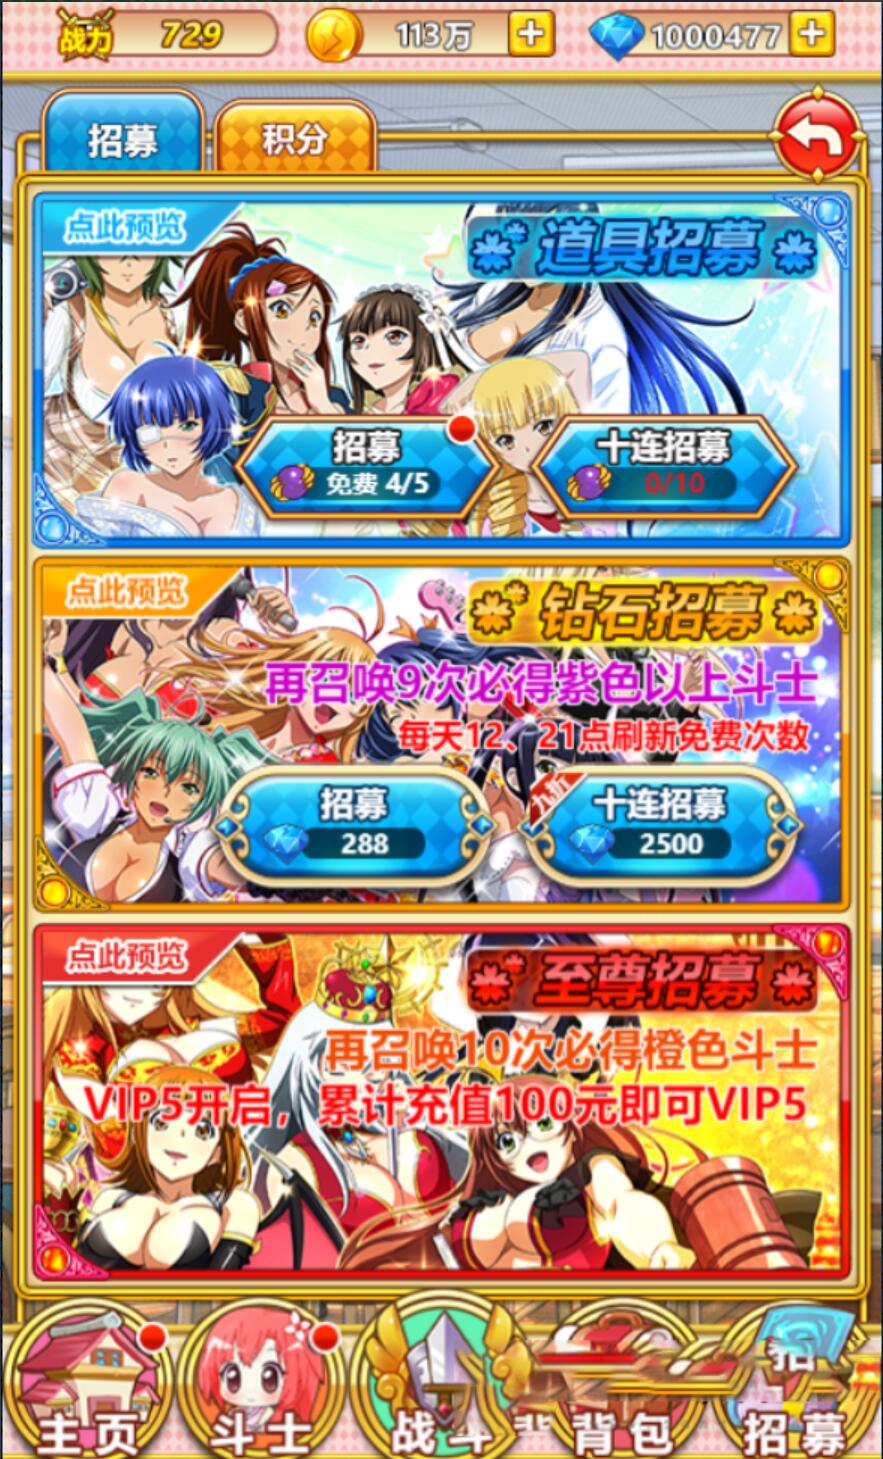 战力 729 113万 + 1000477 +
招募 积分
点此预览
道具招募
招募 十连招募
免费 4/5 0/10
点此预览
钻石招募
再召唤9次必得紫色以上斗士
每天12、21点刷新免费次数
招募 九折 十连招募
288 2500
点此预览
至尊招募
再召唤10次必得橙色斗士
VIP5开启，累计充值100元即可VIP5
主页 斗士 战斗 背包 招募